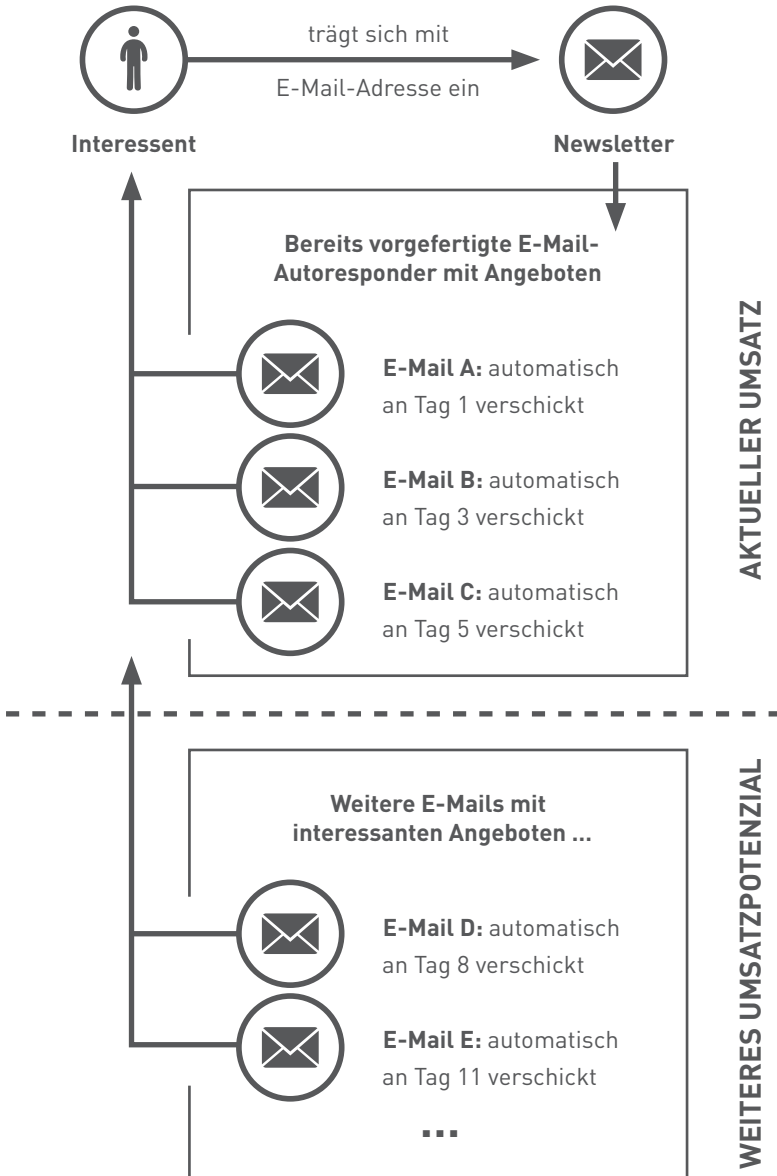 trägt sich mit
E-Mail-Adresse ein
Interessent
Newsletter
Bereits vorgefertigte E-Mail-
Autoresponder mit Angeboten
E-Mail A: automatisch
an Tag 1 verschickt
E-Mail B: automatisch
an Tag 3 verschickt
E-Mail C: automatisch
an Tag 5 verschickt
AKTUELLER UMSATZ
Weitere E-Mails mit
interessanten Angeboten ...
E-Mail D: automatisch
an Tag 8 verschickt
E-Mail E: automatisch
an Tag 11 verschickt
...
WEITERES UMSATZPOTENZIAL